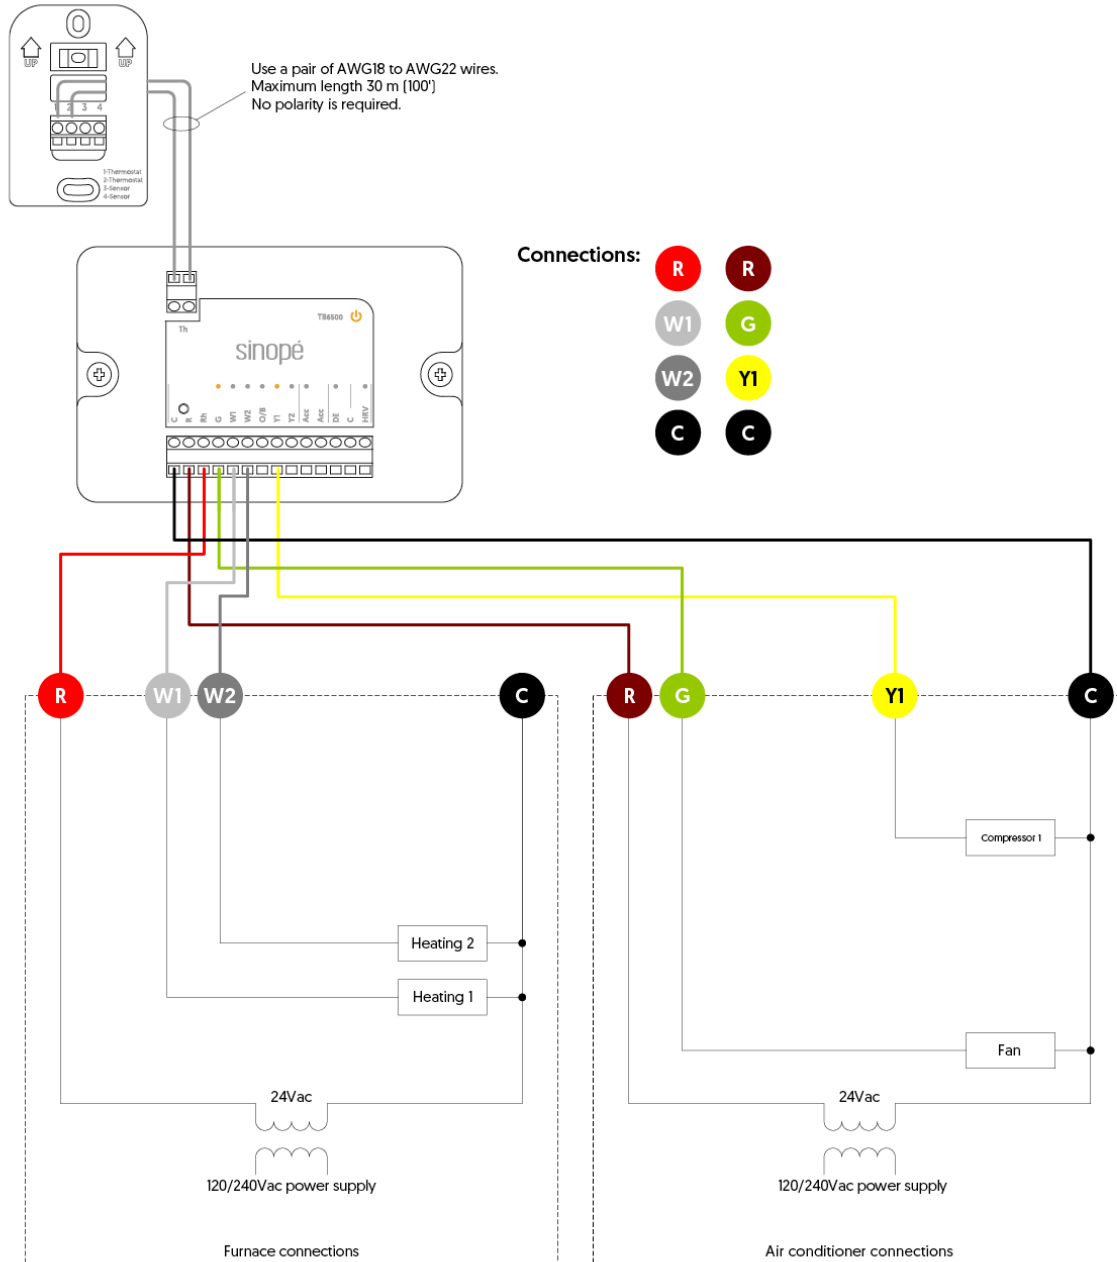 UP
UP
1 2 3 4
1-Thermostat
2-Thermostat
3-Sensor
4-Sensor
Use a pair of AWG18 to AWG22 wires.
Maximum length 30 m (100')
No polarity is required.
Connections:
R R
W1 G
W2 Y1
C C
Th
TB6500
sinopé
C R Rh G W1 W2 O/B Y1 Y2 Acc Acc DE C HRV
R W1 W2 C R G Y1 C
Compressor 1
Heating 2
Heating 1
Fan
24Vac
24Vac
120/240Vac power supply
120/240Vac power supply
Furnace connections
Air conditioner connections